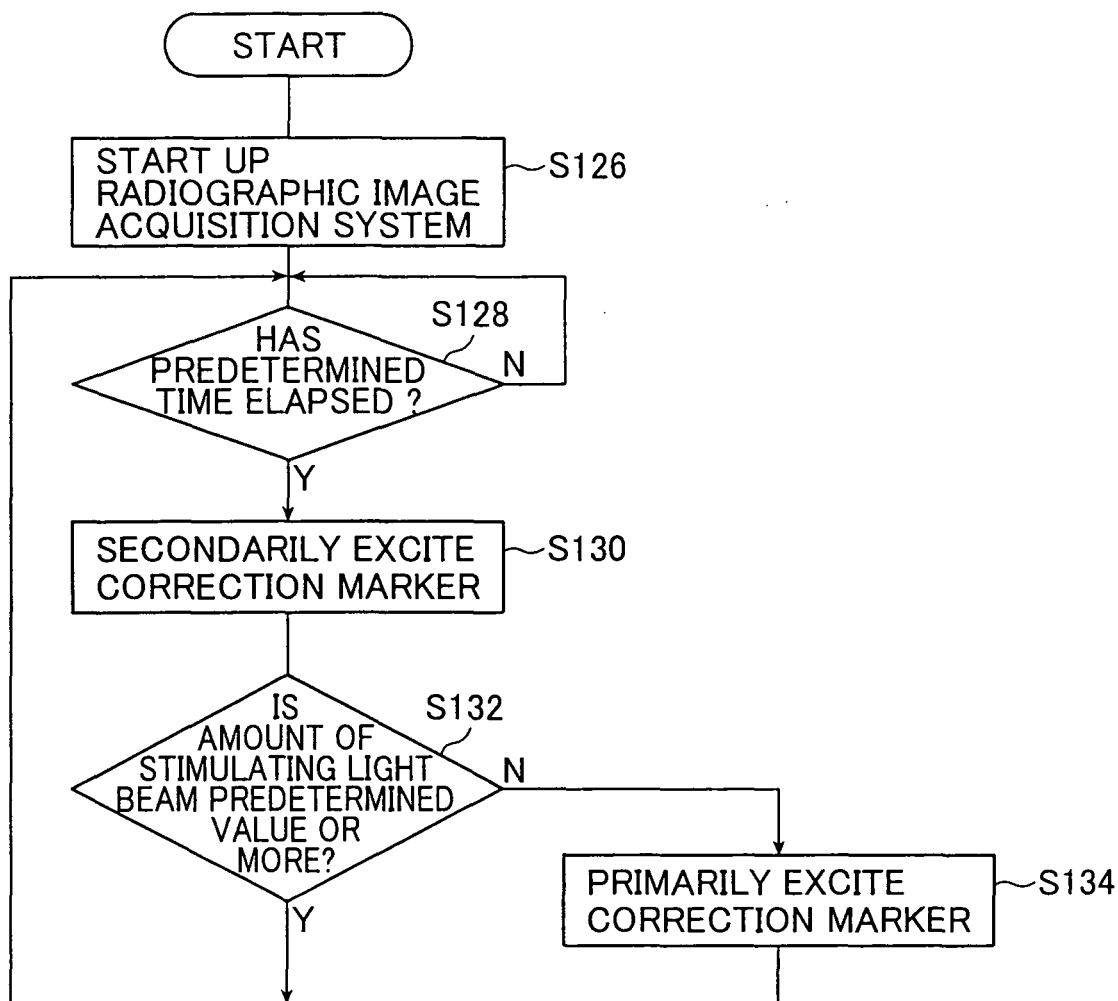 START
START UP
RADIOGRAPHIC IMAGE
ACQUISITION SYSTEM
S126
S128
HAS
PREDETERMINED
TIME ELAPSED ?
N
Y
SECONDARILY EXCITE
CORRECTION MARKER
S130
S132
IS
AMOUNT OF
STIMULATING LIGHT
BEAM PREDETERMINED
VALUE OR
MORE?
N
Y
PRIMARILY EXCITE
CORRECTION MARKER
S134